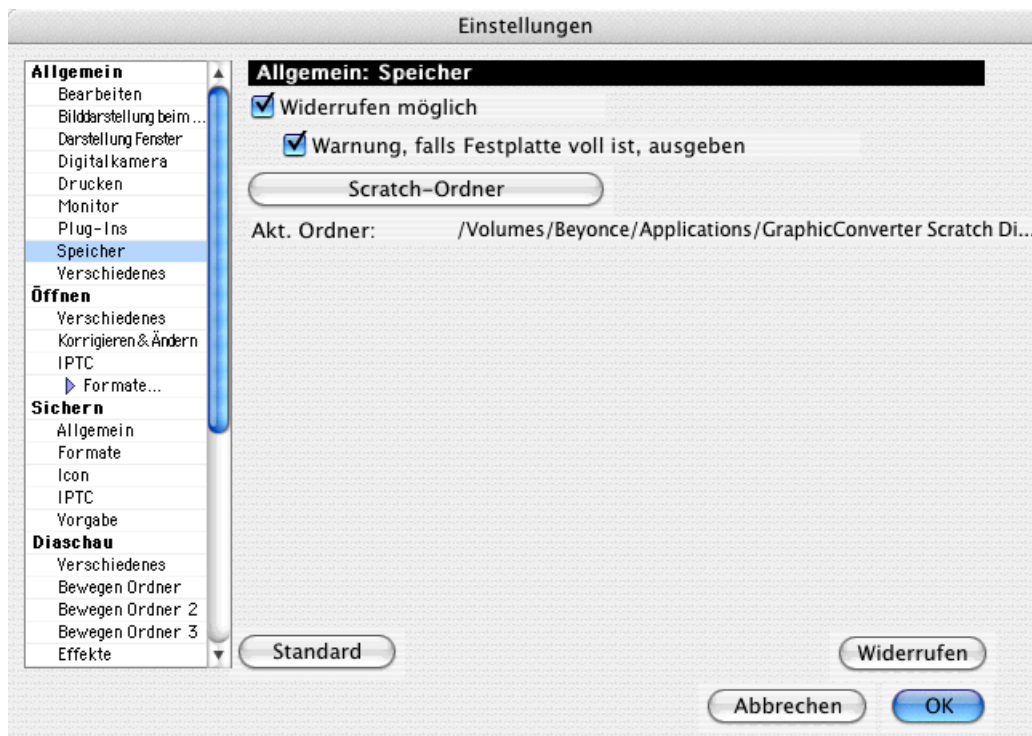 Einstellungen
Allgemein
Bearbeiten
Bilddarstellung beim ...
Darstellung Fenster
Digitalkamera
Drucken
Monitor
Plug-Ins
Speicher
Verschiedenes
Öffnen
Verschiedenes
Korrigieren & Ändern
IPTC
Formate...
Sichern
Allgemein
Formate
Icon
IPTC
Vorgabe
Diaschau
Verschiedenes
Bewegen Ordner
Bewegen Ordner 2
Bewegen Ordner 3
Effekte
Allgemein: Speicher
Widerrufen möglich
Warnung, falls Festplatte voll ist, ausgeben
Scratch-Ordner
Akt. Ordner: /Volumes/Beyonce/Applications/GraphicConverter Scratch Di...
Standard
Widerrufen
Abbrechen
OK